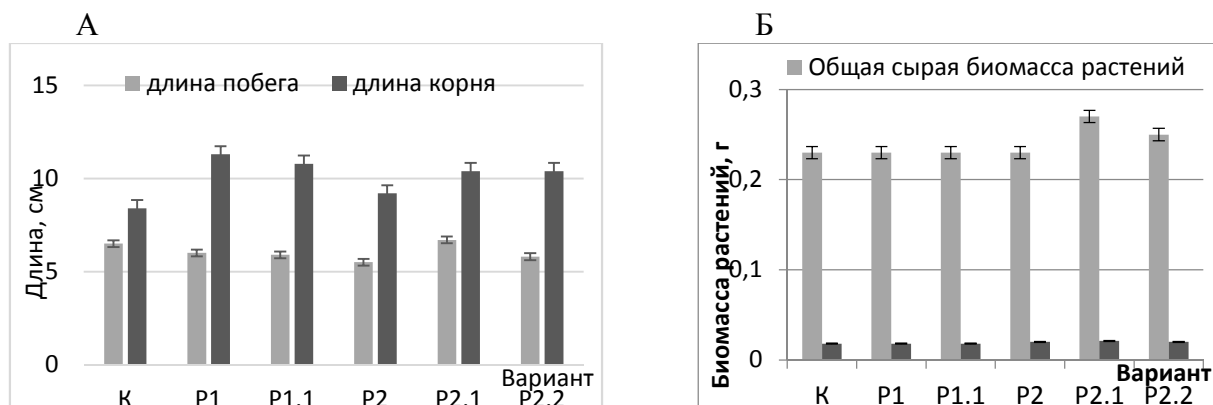 А
длина побега
длина корня
15
10
5
0
Длина, см
К
Р1
Р1.1
Р2
Р2.1
Р2.2
Вариант
Б
Общая сырая биомасса растений
0,3
0,2
0,1
0
Биомасса растений, г
К
Р1
Р1.1
Р2
Р2.1
Р2.2
Вариант